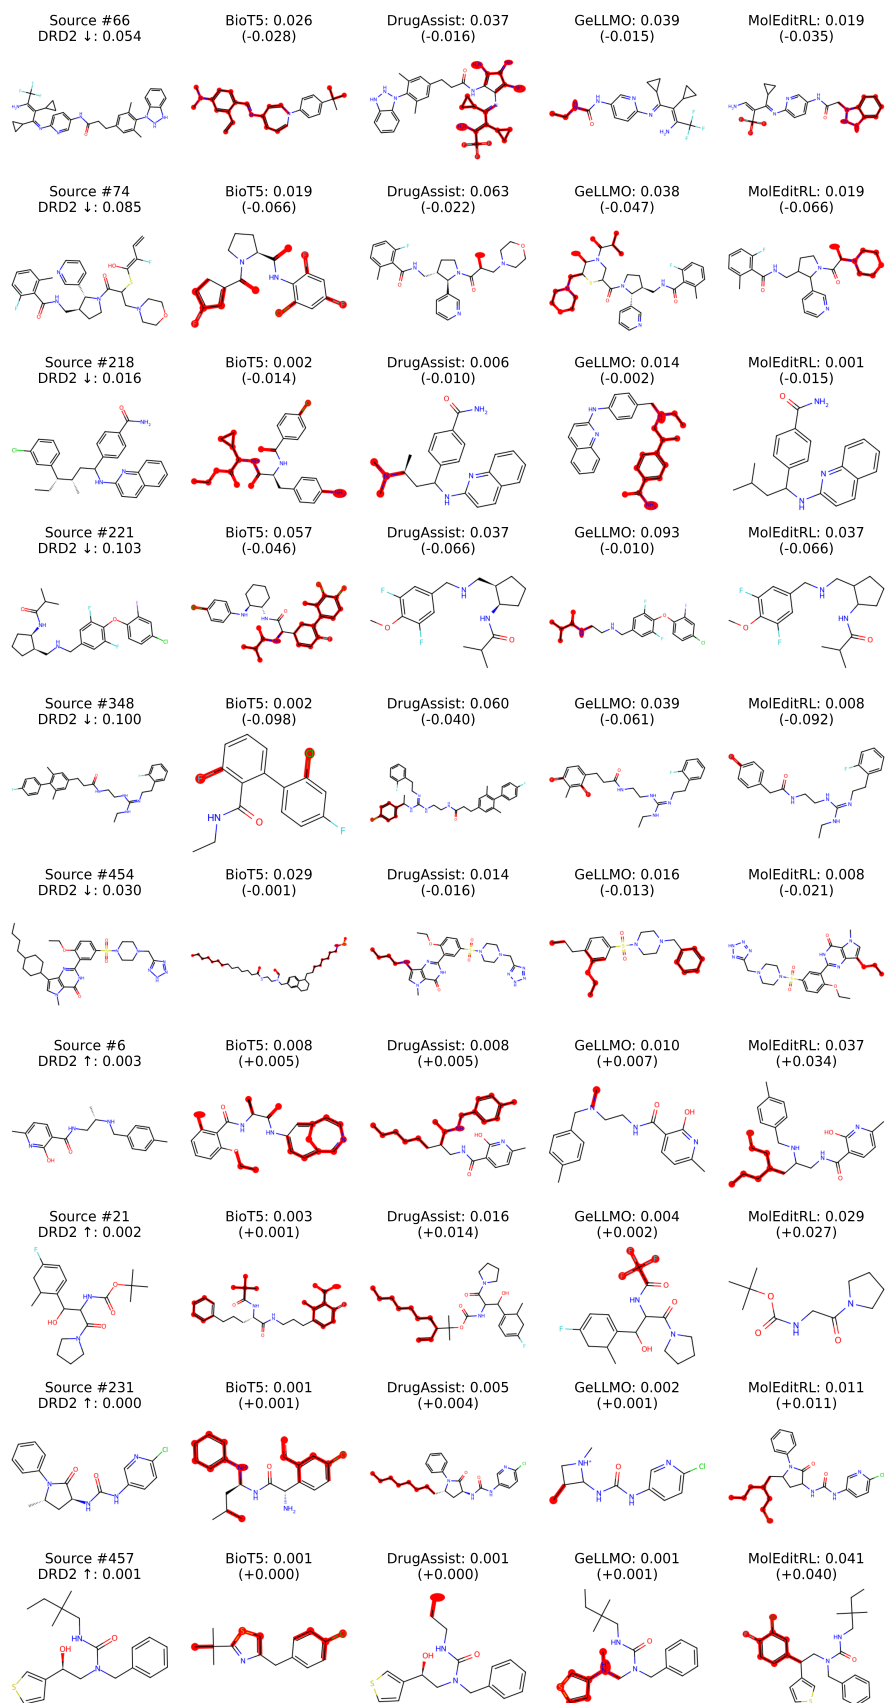 Source #66
DRD2 ↓: 0.054
BioT5: 0.026
(-0.028)
DrugAssist: 0.037
(-0.016)
GeLLMO: 0.039
(-0.015)
MolEditRL: 0.019
(-0.035)
Source #74
DRD2 ↓: 0.085
BioT5: 0.019
(-0.066)
DrugAssist: 0.063
(-0.022)
GeLLMO: 0.038
(-0.047)
MolEditRL: 0.019
(-0.066)
Source #218
DRD2 ↓: 0.016
BioT5: 0.002
(-0.014)
DrugAssist: 0.006
(-0.010)
GeLLMO: 0.014
(-0.002)
MolEditRL: 0.001
(-0.015)
Source #221
DRD2 ↓: 0.103
BioT5: 0.057
(-0.046)
DrugAssist: 0.037
(-0.066)
GeLLMO: 0.093
(-0.010)
MolEditRL: 0.037
(-0.066)
Source #348
DRD2 ↓: 0.100
BioT5: 0.002
(-0.098)
DrugAssist: 0.060
(-0.040)
GeLLMO: 0.039
(-0.061)
MolEditRL: 0.008
(-0.092)
Source #454
DRD2 ↓: 0.030
BioT5: 0.029
(-0.001)
DrugAssist: 0.014
(-0.016)
GeLLMO: 0.016
(-0.013)
MolEditRL: 0.008
(-0.021)
Source #6
DRD2 ↑: 0.003
BioT5: 0.008
(+0.005)
DrugAssist: 0.008
(+0.005)
GeLLMO: 0.010
(+0.007)
MolEditRL: 0.037
(+0.034)
Source #21
DRD2 ↑: 0.002
BioT5: 0.003
(+0.001)
DrugAssist: 0.016
(+0.014)
GeLLMO: 0.004
(+0.002)
MolEditRL: 0.029
(+0.027)
Source #231
DRD2 ↑: 0.000
BioT5: 0.001
(+0.001)
DrugAssist: 0.005
(+0.004)
GeLLMO: 0.002
(+0.001)
MolEditRL: 0.011
(+0.011)
Source #457
DRD2 ↑: 0.001
BioT5: 0.001
(+0.000)
DrugAssist: 0.001
(+0.000)
GeLLMO: 0.001
(+0.001)
MolEditRL: 0.041
(+0.040)